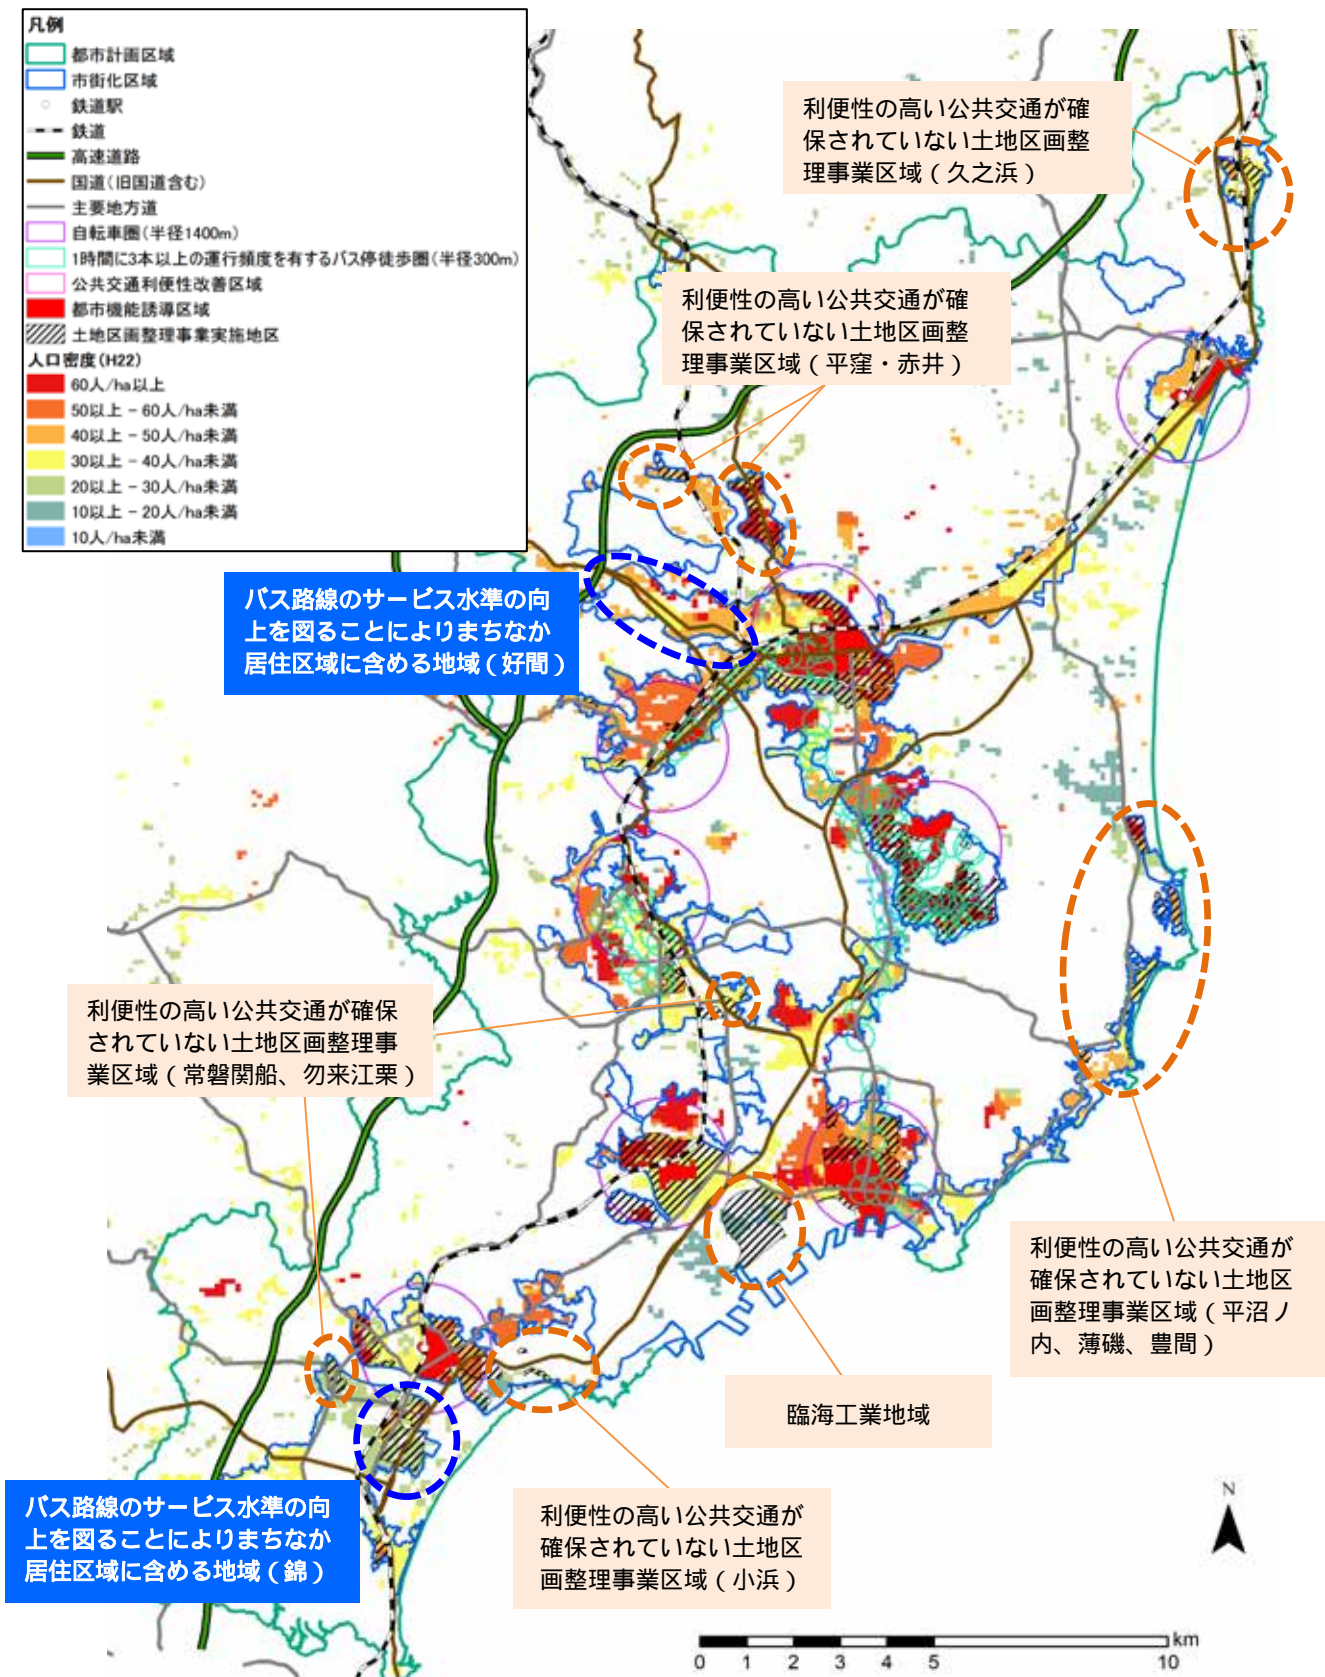 凡例
都市計画区域
市街化区域
鉄道駅
鉄道
高速道路
国道(旧国道含む)
主要地方道
自転車圏(半径1400m)
1時間に3本以上の運行頻度を有するバス停徒歩圏(半径300m)
公共交通利便性改善区域
都市機能誘導区域
土地区画整理事業実施地区
人口密度(H22)
60人/ha以上
50以上 - 60人/ha未満
40以上 - 50人/ha未満
30以上 - 40人/ha未満
20以上 - 30人/ha未満
10以上 - 20人/ha未満
10人/ha未満
利便性の高い公共交通が確
保されていない土地区画整
理事業区域(久之浜)
利便性の高い公共交通が確
保されていない土地区画整
理事業区域(平窪・赤井)
バス路線のサービス水準の向
上を図ることによりまちなか
居住区域に含める地域(好間)
利便性の高い公共交通が確保
されていない土地区画整理事
業区域(常磐関船、勿来江栗)
利便性の高い公共交通が
確保されていない土地区
画整理事業区域(平沼ノ
内、薄磯、豊間)
臨海工業地域
バス路線のサービス水準の向
上を図ることによりまちなか
居住区域に含める地域(錦)
利便性の高い公共交通が
確保されていない土地区
画整理事業区域(小浜)
N
km
0 1 2 3 4 5 10